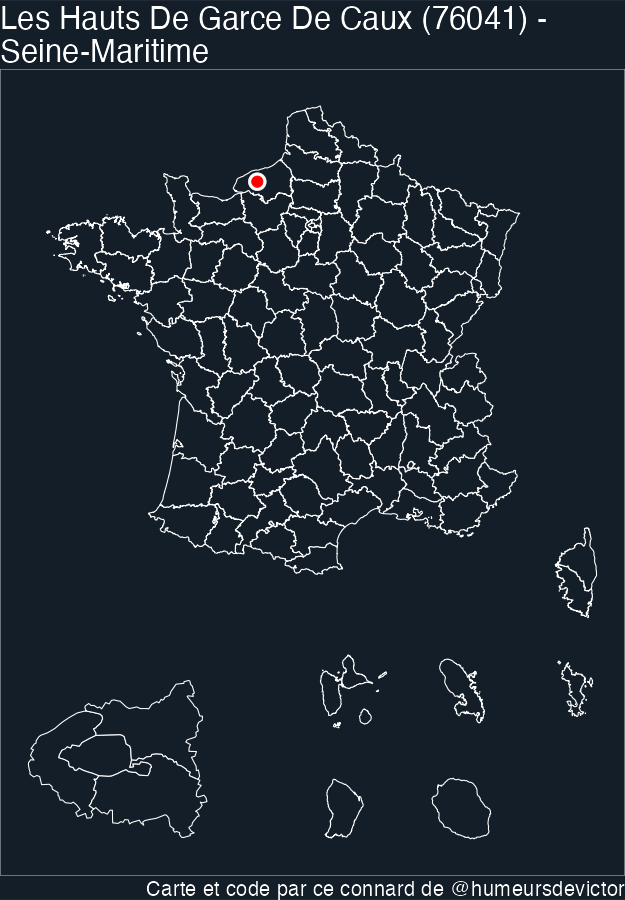 Les Hauts De Garce De Caux (76041) -
Seine-Maritime
Carte et code par ce connard de @humeursdevictor